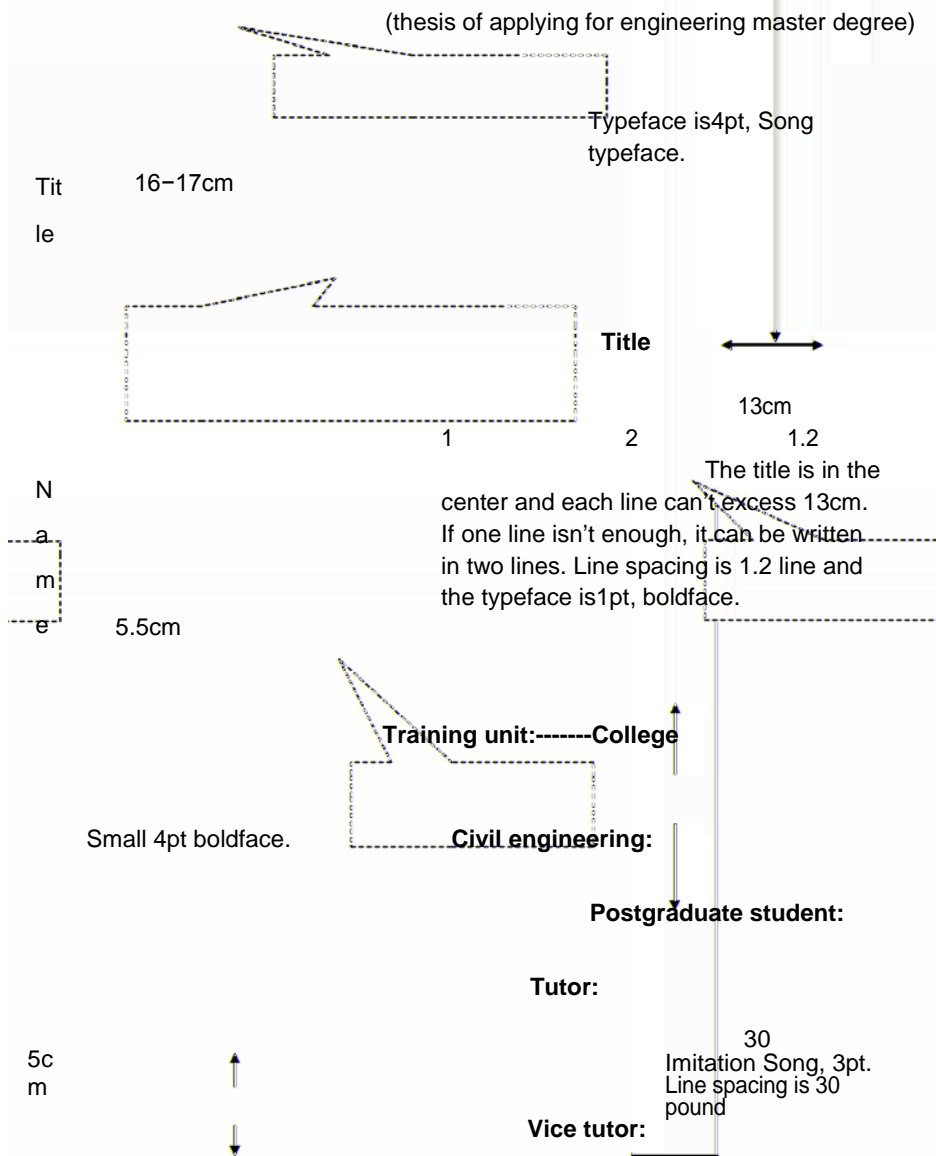 (thesis of applying for engineering master degree)
Typeface is4pt, Song
typeface.
Tit
le
16−17cm
Title
13cm
1 2 1.2
The title is in the
center and each line can't excess 13cm.
If one line isn't enough, it can be written
in two lines. Line spacing is 1.2 line and
the typeface is1pt, boldface.
N
a
m
e
5.5cm
Training unit:-------College
Small 4pt boldface.
Civil engineering:
Postgraduate student:
Tutor:
30
Imitation Song, 3pt.
Line spacing is 30
pound
5c
m
Vice tutor: